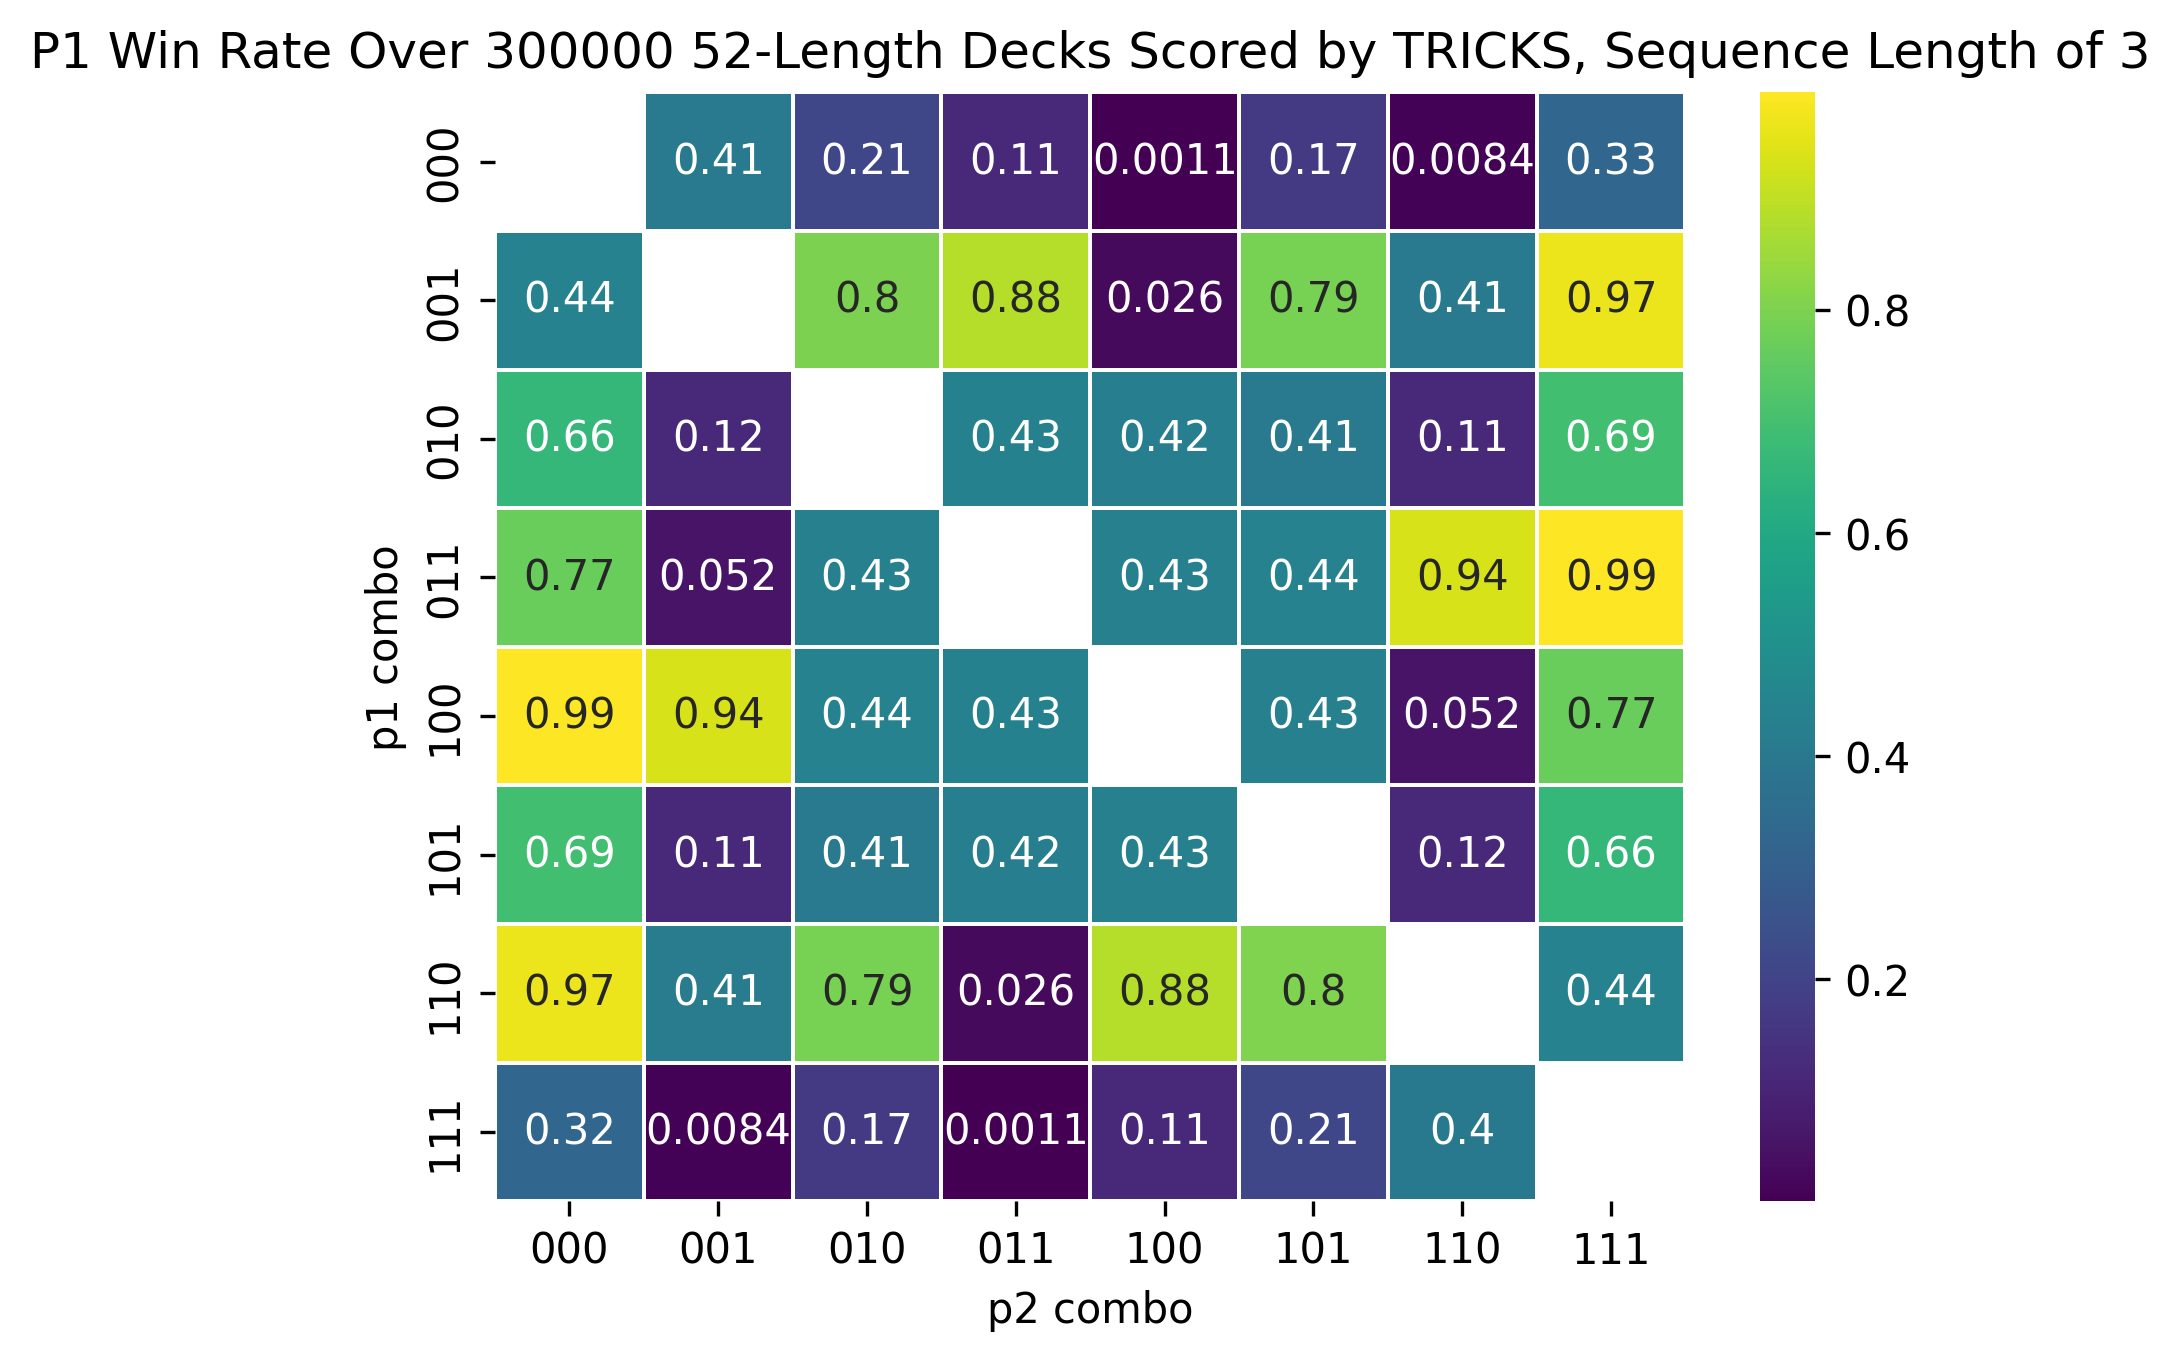 P1 Win Rate Over 300000 52-Length Decks Scored by TRICKS, Sequence Length of 3
000 0.41 0.21 0.11 0.0011 0.17 0.0084 0.33
001 0.44 0.8 0.88 0.026 0.79 0.41 0.97
010 0.66 0.12 0.43 0.42 0.41 0.11 0.69
011 0.77 0.052 0.43 0.43 0.44 0.94 0.99
100 0.99 0.94 0.44 0.43 0.43 0.052 0.77
101 0.69 0.11 0.41 0.42 0.43 0.12 0.66
110 0.97 0.41 0.79 0.026 0.88 0.8 0.44
111 0.32 0.0084 0.17 0.0011 0.11 0.21 0.4
000 001 010 011 100 101 110 111
p2 combo
p1 combo
0.8
0.6
0.4
0.2